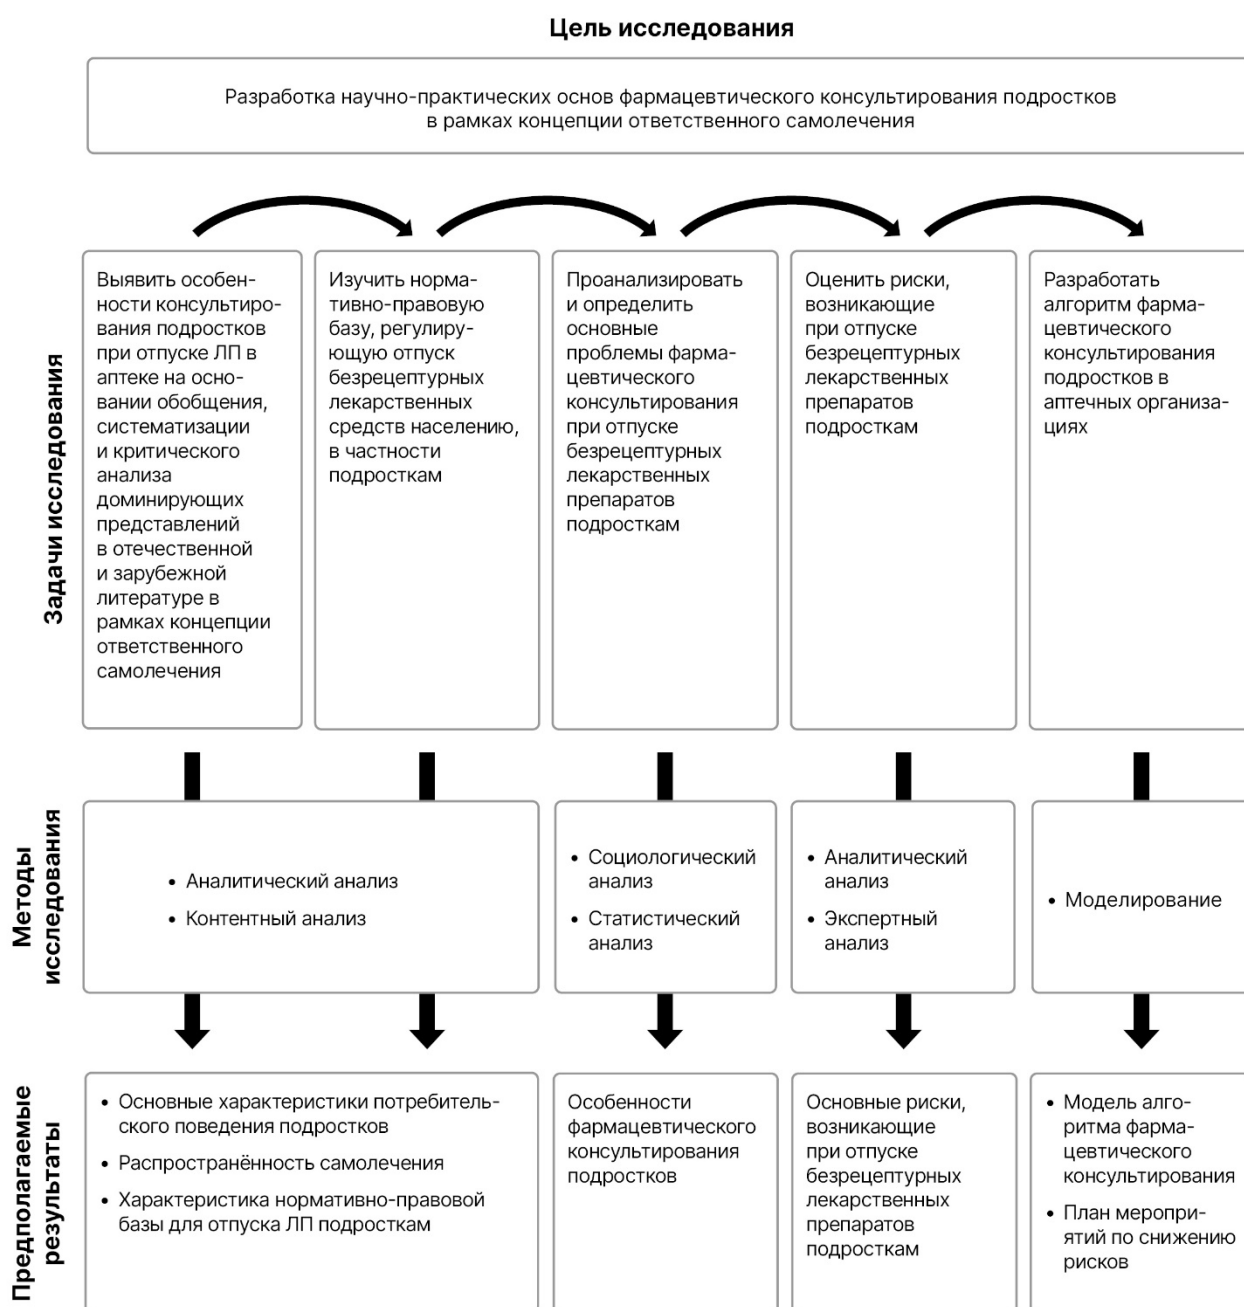 Цель исследования
Разработка научно-практических основ фармацевтического консультирования подростков
в рамках концепции ответственного самолечения
Задачи исследования
Выявить особен-
ности консультиро-
вания подростков
при отпуске ЛП в
аптеке на осно-
вании обобщения,
систематизации
и критического
анализа
доминирующих
представлений
в отечественной
и зарубежной
литературе в
рамках концепции
ответственного
самолечения
Изучить норма-
тивно-правовую
базу, регулиру-
ющую отпуск
безрецептурных
лекарственных
средств населению,
в частности
подросткам
Проанализировать
и определить
основные
проблемы фарма-
цевтического
консультирования
при отпуске
безрецептурных
лекарственных
препаратов
подросткам
Оценить риски,
возникающие
при отпуске
безрецептурных
лекарственных
препаратов
подросткам
Разработать
алгоритм фарма-
цевтического
консультирования
подростков в
аптечных организа-
циях
Методы
исследования
• Аналитический анализ
• Контентный анализ
• Социологический
анализ
• Статистический
анализ
• Аналитический
анализ
• Экспертный
анализ
• Моделирование
Предполагаемые
результаты
• Основные характеристики потребитель-
ского поведения подростков
• Распространённость самолечения
• Характеристика нормативно-правовой
базы для отпуска ЛП подросткам
Особенности
фармацевтического
консультирования
подростков
Основные риски,
возникающие
при отпуске
безрецептурных
лекарственных
препаратов
подросткам
• Модель алго-
ритма фарма-
цевтического
консультирования
• План меропри-
ятий по снижению
рисков